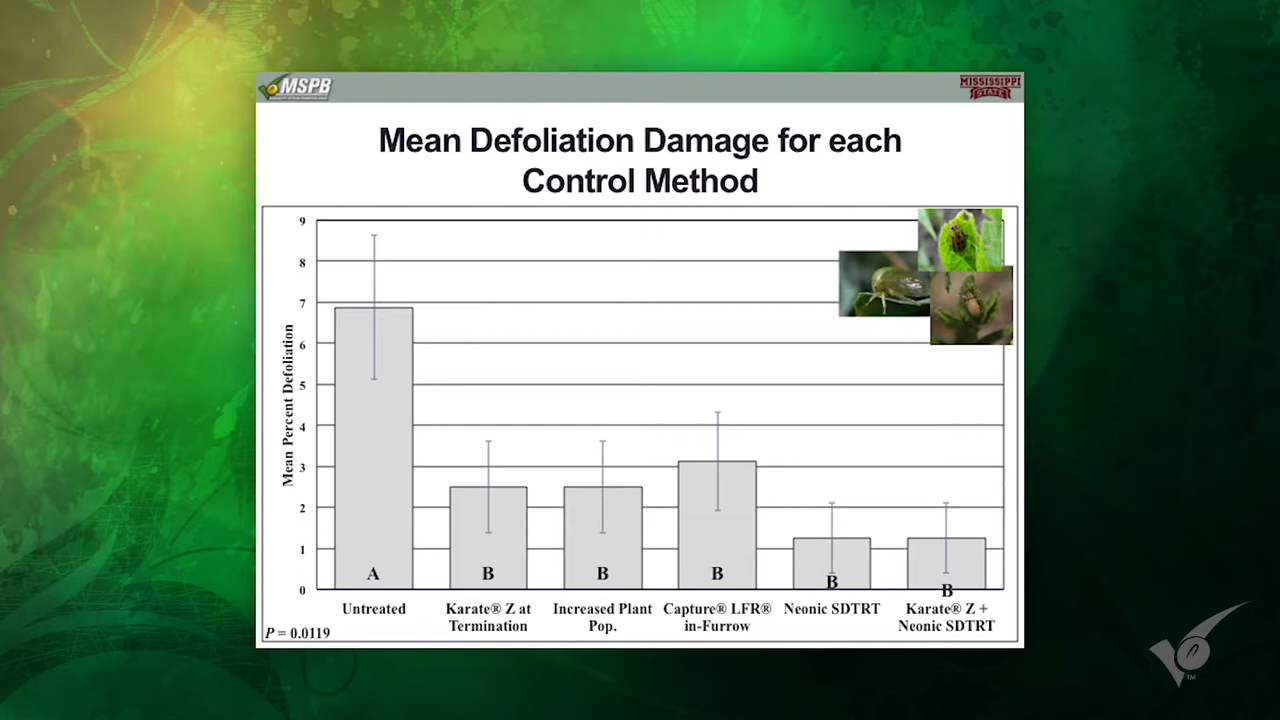 MSPB
MISSISSIPPI
STATE
Mean Defoliation Damage for each
Control Method
Mean Percent Defoliation
9
8
7
6
5
4
3
2
1
0
A
B
B
B
B
B
Untreated
Karate® Z at
Termination
Increased Plant
Pop.
Capture® LFR®
in-Furrow
Neonic SDTRT
Karate® Z +
Neonic SDTRT
P = 0.0119
TM